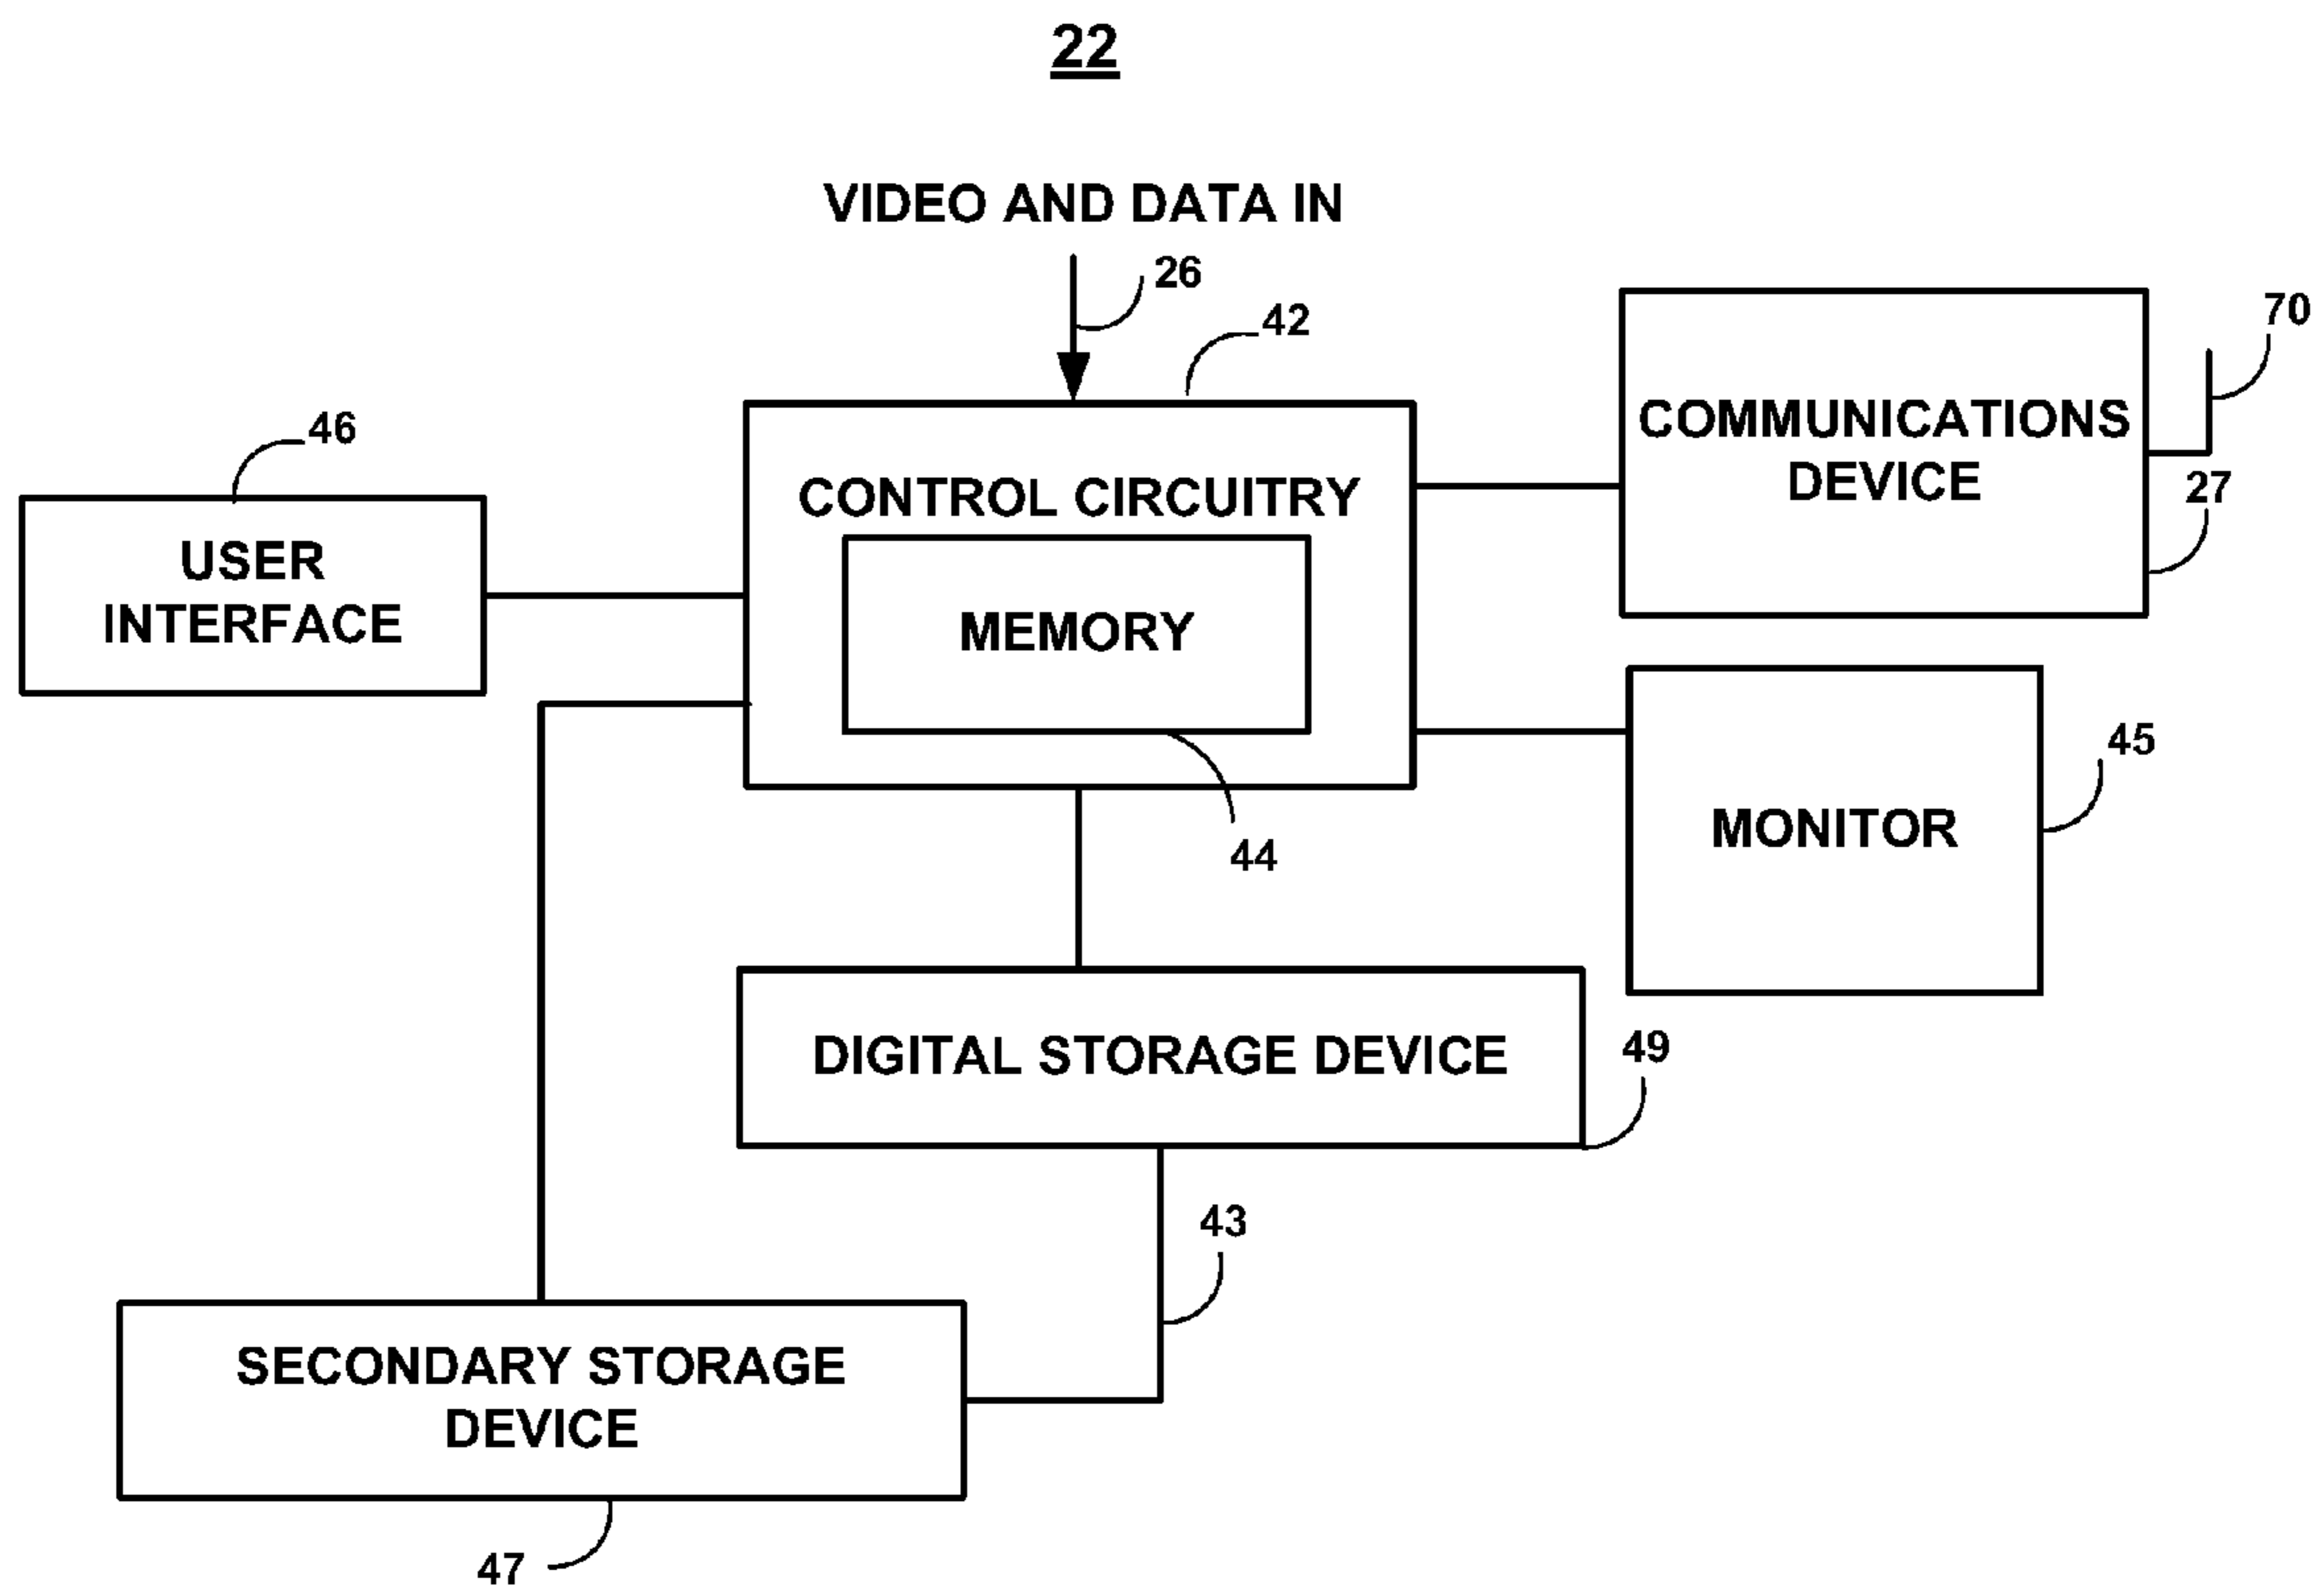 22
VIDEO AND DATA IN
26
42
70
46
COMMUNICATIONS
DEVICE
27
CONTROL CIRCUITRY
USER
INTERFACE
MEMORY
45
MONITOR
44
DIGITAL STORAGE DEVICE
49
43
SECONDARY STORAGE
DEVICE
47